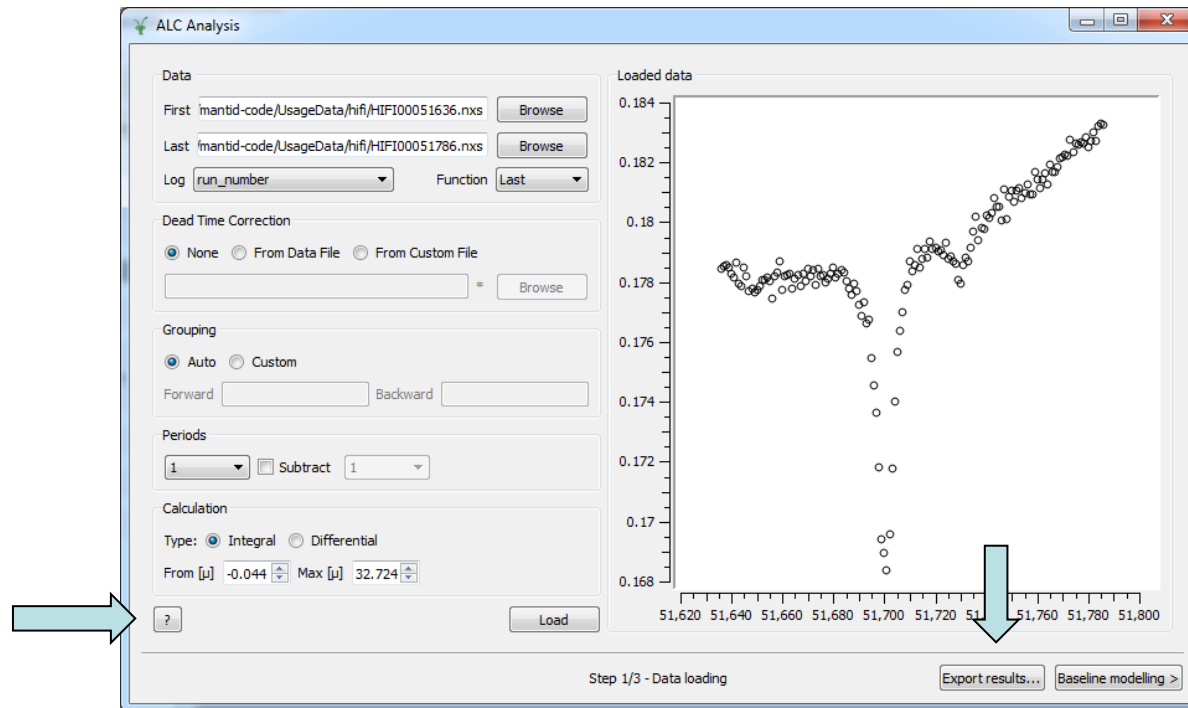 ALC Analysis
Data
First /mantid-code/UsageData/hifi/HIFI00051636.nxs Browse
Last /mantid-code/UsageData/hifi/HIFI00051786.nxs Browse
Log run_number Function Last
Dead Time Correction
None From Data File From Custom File
* Browse
Grouping
Auto Custom
Forward Backward
Periods
1 Subtract 1
Calculation
Type: Integral Differential
From [µ] -0.044 Max [µ] 32.724
? Load
Loaded data
0.184
0.182
0.18
0.178
0.176
0.174
0.172
0.17
0.168
51,620 51,640 51,660 51,680 51,700 51,720 51,760 51,780 51,800
Step 1/3 - Data loading
Export results... Baseline modelling >